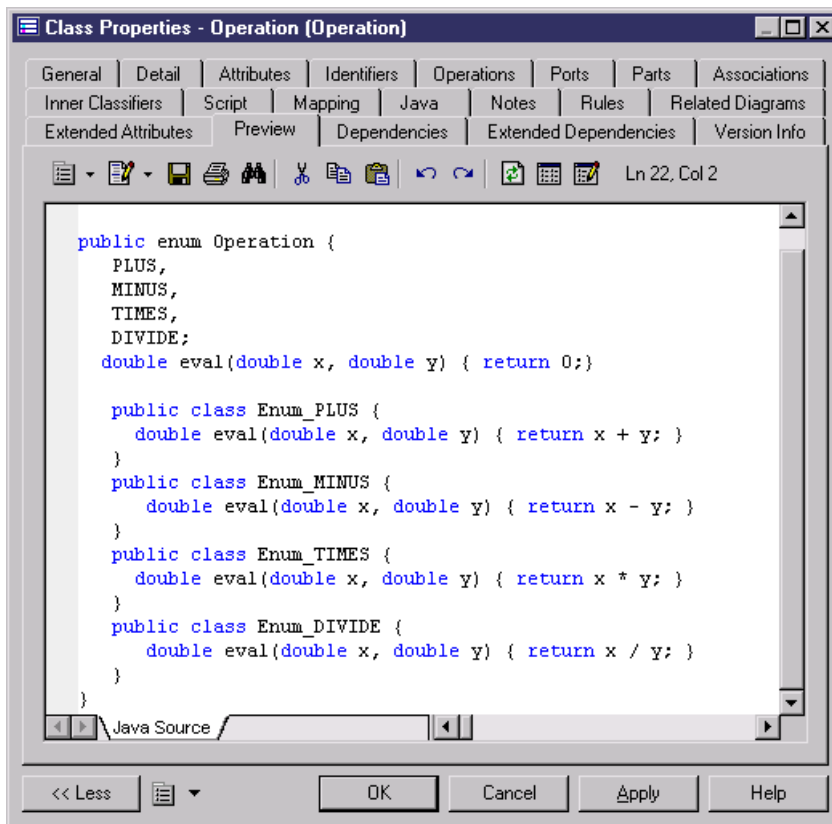 Class Properties - Operation (Operation)
General Detail Attributes Identifiers Operations Ports Parts Associations
Inner Classifiers Script Mapping Java Notes Rules Related Diagrams
Extended Attributes Preview Dependencies Extended Dependencies Version Info
Ln 22, Col 2
public enum Operation {
PLUS,
MINUS,
TIMES,
DIVIDE;
double eval(double x, double y) { return 0;}
public class Enum_PLUS {
double eval(double x, double y) { return x + y; }
}
public class Enum_MINUS {
double eval(double x, double y) { return x - y; }
}
public class Enum_TIMES {
double eval(double x, double y) { return x * y; }
}
public class Enum_DIVIDE {
double eval(double x, double y) { return x / y; }
}
}
Java Source
<< Less OK Cancel Apply Help